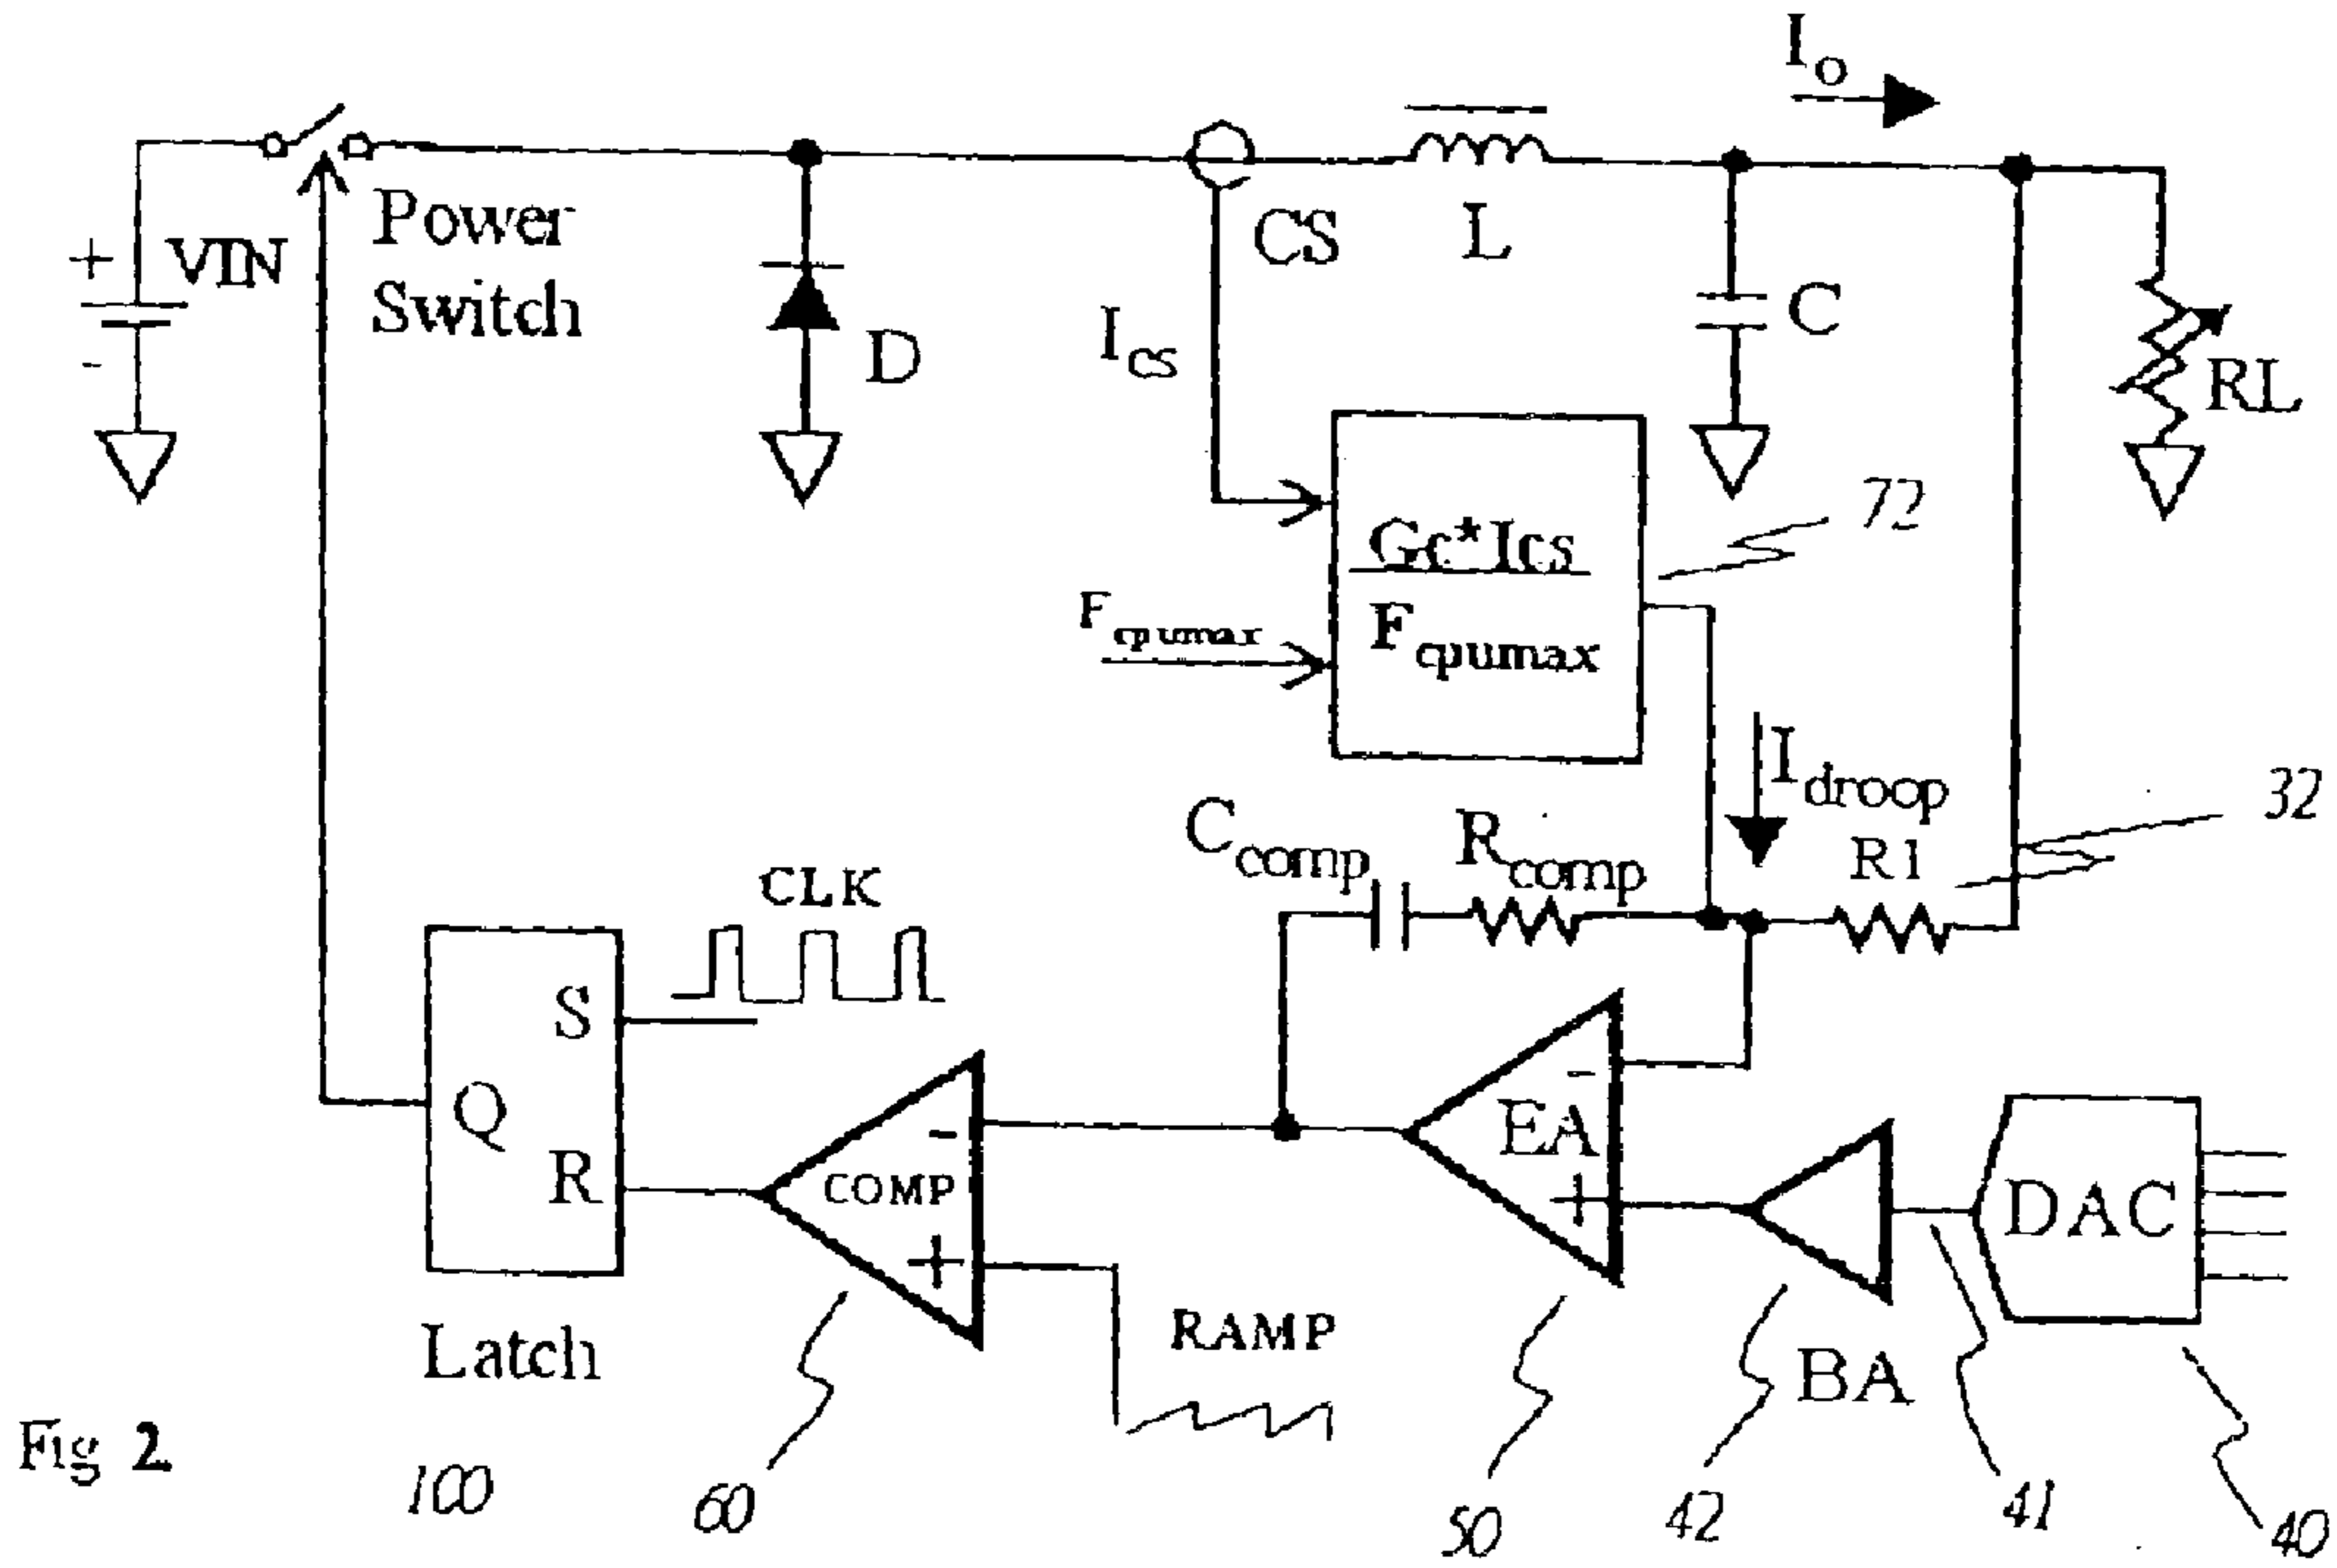 Io
+ VIN
-
Power
Switch
D
CS
L
C
RL
Ics
Gc*Ics
Fcpumax
Fcpumax
72
Idroop
32
Ccomp
Rcomp
R1
CLK
S
Q
R
Latch
-
COMP
+
RAMP
-
EA
+
BA
DAC
Fig 2
100
60
50
42
41
40